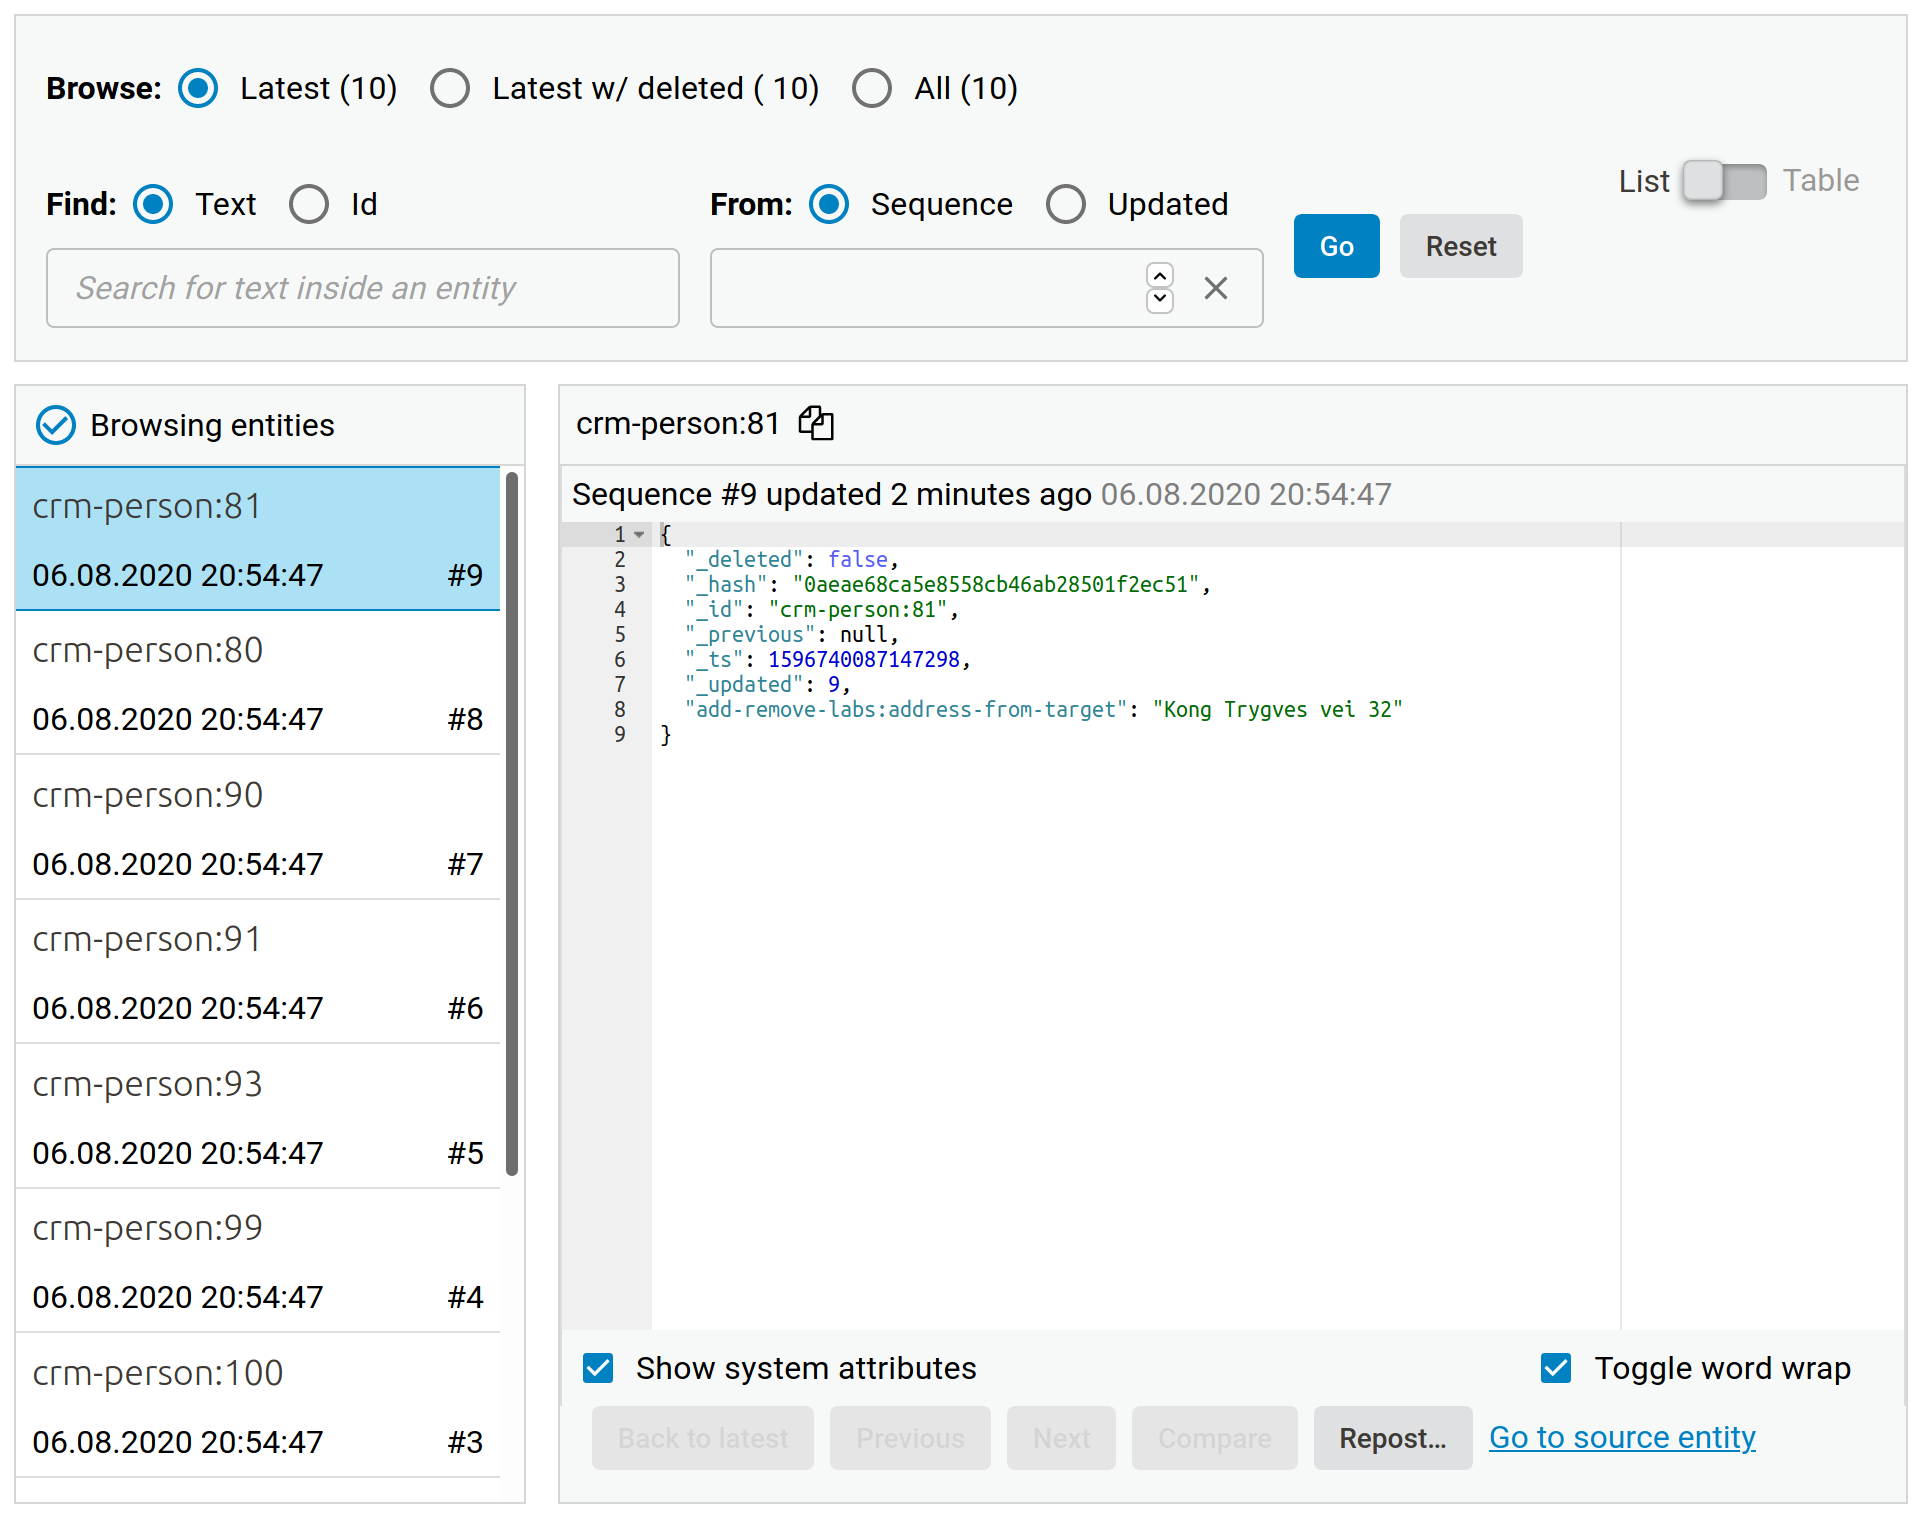 Browse: Latest (10) Latest w/ deleted ( 10) All (10)
List Table
Find: Text Id From: Sequence Updated
Go Reset
Search for text inside an entity
Browsing entities
crm-person:81
06.08.2020 20:54:47 #9
crm-person:80
06.08.2020 20:54:47 #8
crm-person:90
06.08.2020 20:54:47 #7
crm-person:91
06.08.2020 20:54:47 #6
crm-person:93
06.08.2020 20:54:47 #5
crm-person:99
06.08.2020 20:54:47 #4
crm-person:100
06.08.2020 20:54:47 #3
crm-person:81
Sequence #9 updated 2 minutes ago 06.08.2020 20:54:47
1 {
2 "_deleted": false,
3 "_hash": "0aeae68ca5e8558cb46ab28501f2ec51",
4 "_id": "crm-person:81",
5 "_previous": null,
6 "_ts": 1596740087147298,
7 "_updated": 9,
8 "add-remove-labs:address-from-target": "Kong Trygves vei 32"
9 }
Show system attributes Toggle word wrap
Back to latest Previous Next Compare Repost... Go to source entity